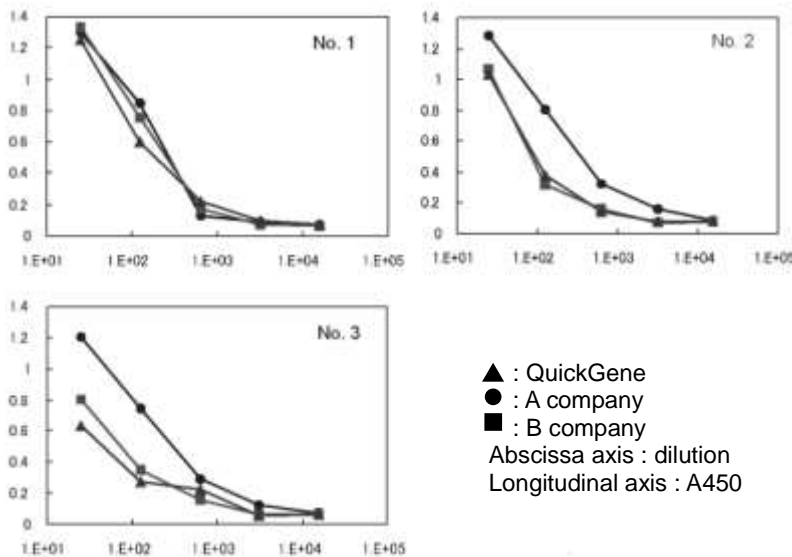 1.4
1.2
1
0.8
0.6
0.4
0.2
0
No. 1
1.E+01 1.E+02 1.E+03 1.E+04 1.E+05
1.4
1.2
1
0.8
0.6
0.4
0.2
0
No. 2
1.E+01 1.E+02 1.E+03 1.E+04 1.E+05
1.4
1.2
1
0.8
0.6
0.4
0.2
0
No. 3
1.E+01 1.E+02 1.E+03 1.E+04 1.E+05
▲ : QuickGene
● : A company
■ : B company
Abscissa axis : dilution
Longitudinal axis : A450